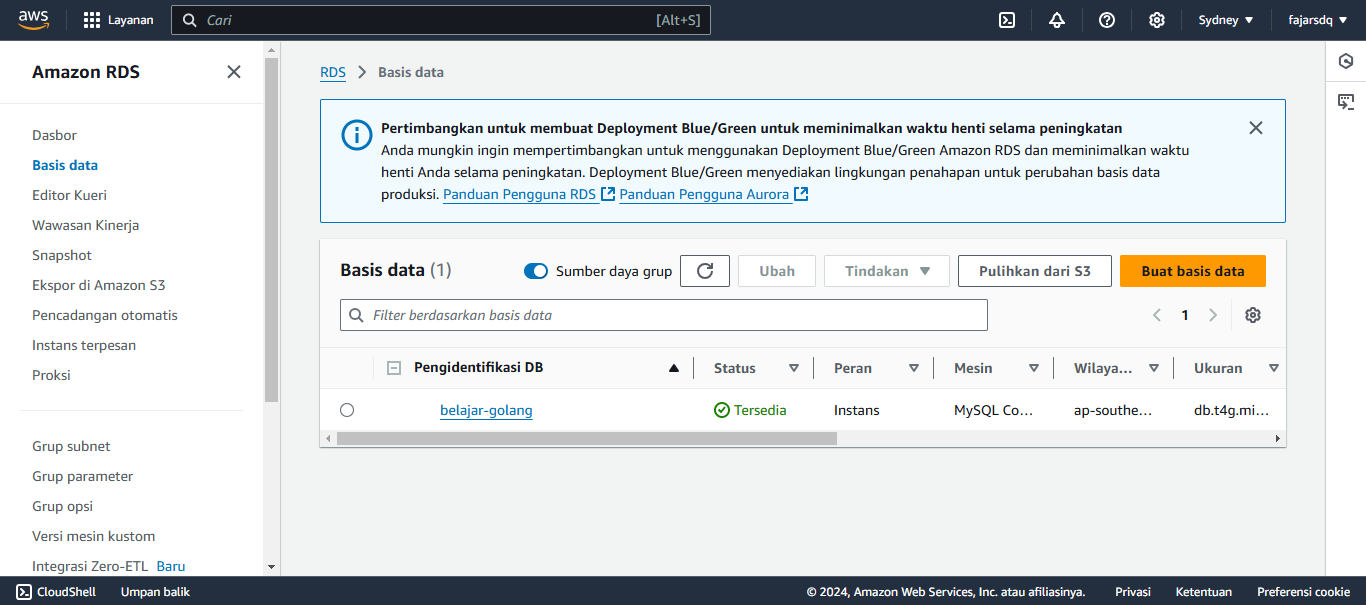 aws Layanan Cari [Alt+S] Sydney fajarsdq
Amazon RDS
Dasbor
Basis data
Editor Kueri
Wawasan Kinerja
Snapshot
Ekspor di Amazon S3
Pencadangan otomatis
Instans terpesan
Proksi
Grup subnet
Grup parameter
Grup opsi
Versi mesin kustom
Integrasi Zero-ETL Baru
RDS Basis data
Pertimbangkan untuk membuat Deployment Blue/Green untuk meminimalkan waktu henti selama peningkatan
Anda mungkin ingin mempertimbangkan untuk menggunakan Deployment Blue/Green Amazon RDS dan meminimalkan waktu
henti Anda selama peningkatan. Deployment Blue/Green menyediakan lingkungan penahapan untuk perubahan basis data
produksi. Panduan Pengguna RDS Panduan Pengguna Aurora
Basis data (1) Sumber daya grup Ubah Tindakan Pulihkan dari S3 Buat basis data
Filter berdasarkan basis data 1
Pengidentifikasi DB Status Peran Mesin Wilaya... Ukuran
belajar-golang Tersedia Instans MySQL Co... ap-southe... db.t4g.mi...
CloudShell Umpan balik © 2024, Amazon Web Services, Inc. atau afiliasinya. Privasi Ketentuan Preferensi cookie